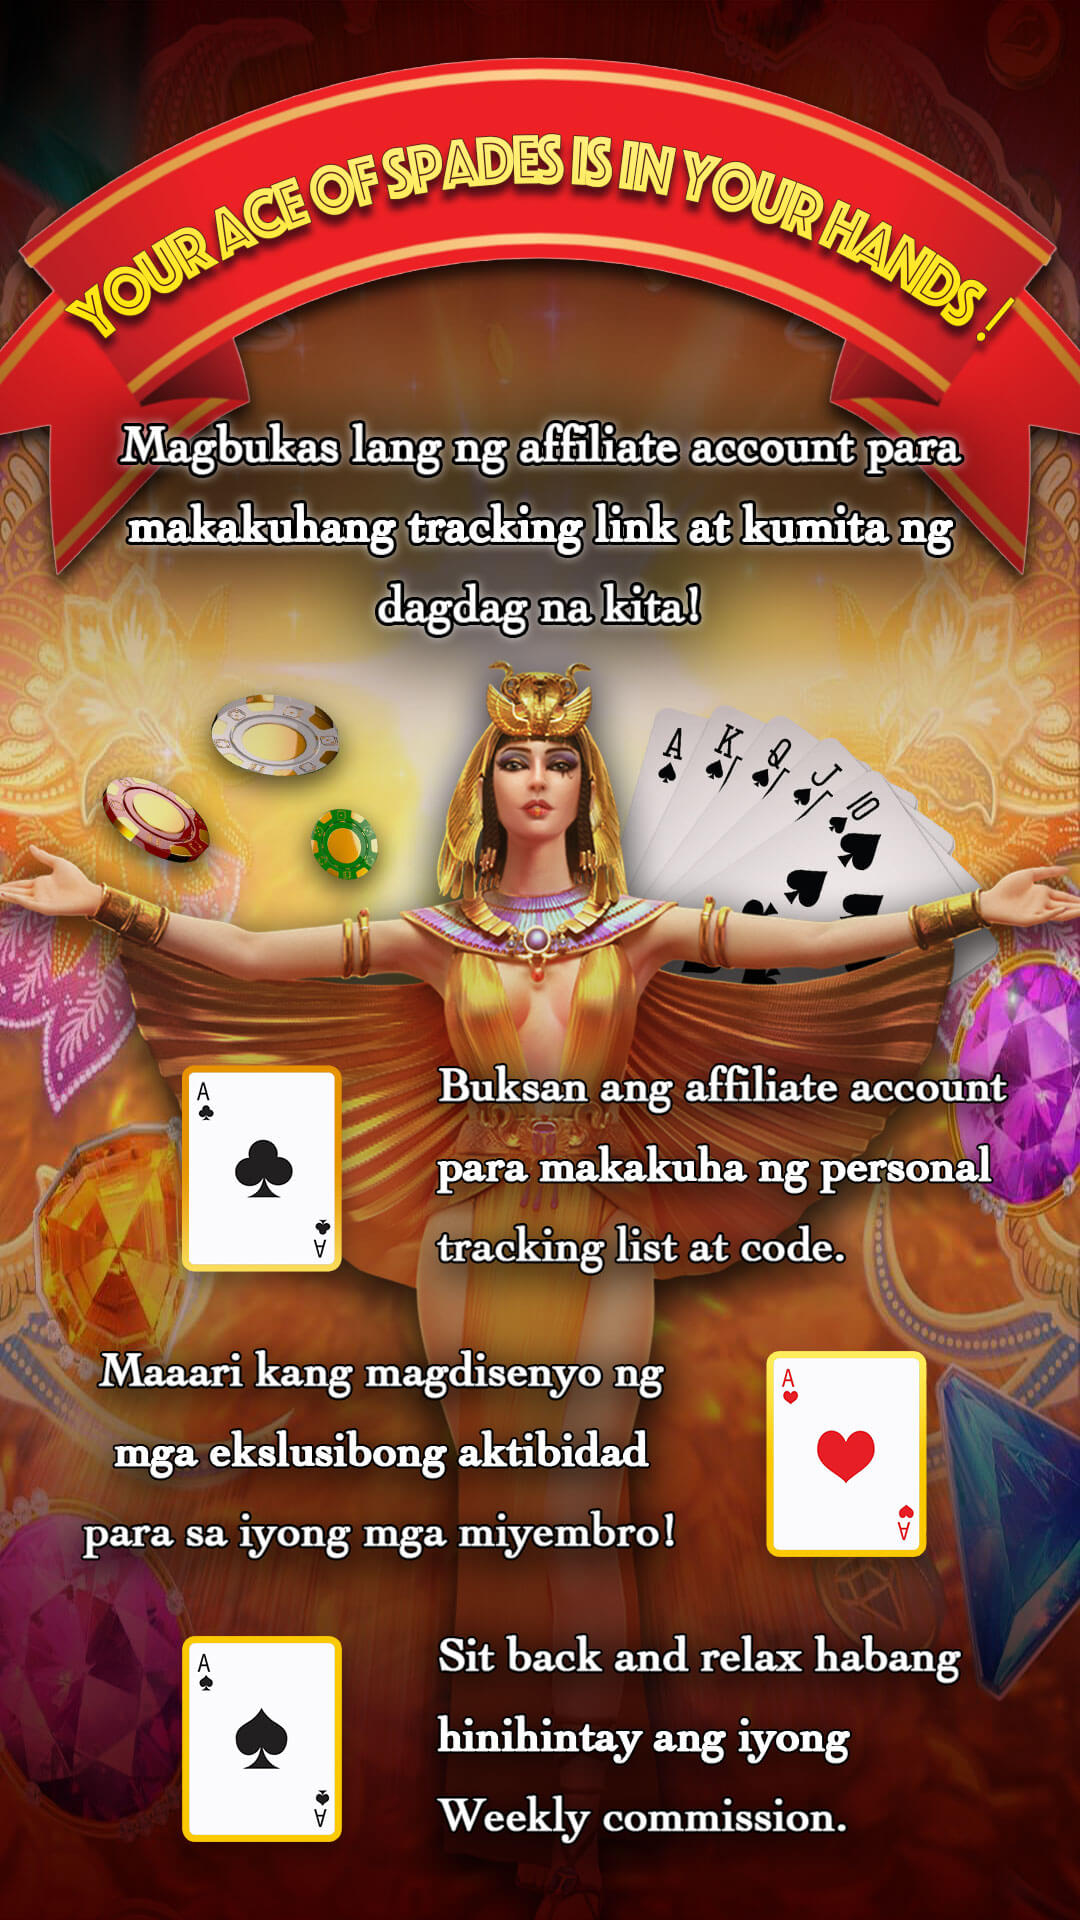 YOUR ACE OF SPADES IS IN YOUR HANDS !
Magbukas lang ng affiliate account para
makakuhang tracking link at kumita ng
dagdag na kita!
A
K
Q
J
10
A
A
Buksan ang affiliate account
para makakuha ng personal
tracking list at code.
Maaari kang magdisenyo ng
mga ekslusibong aktibidad
para sa iyong mga miyembro!
A
A
A
A
Sit back and relax habang
hinihintay ang iyong
Weekly commission.